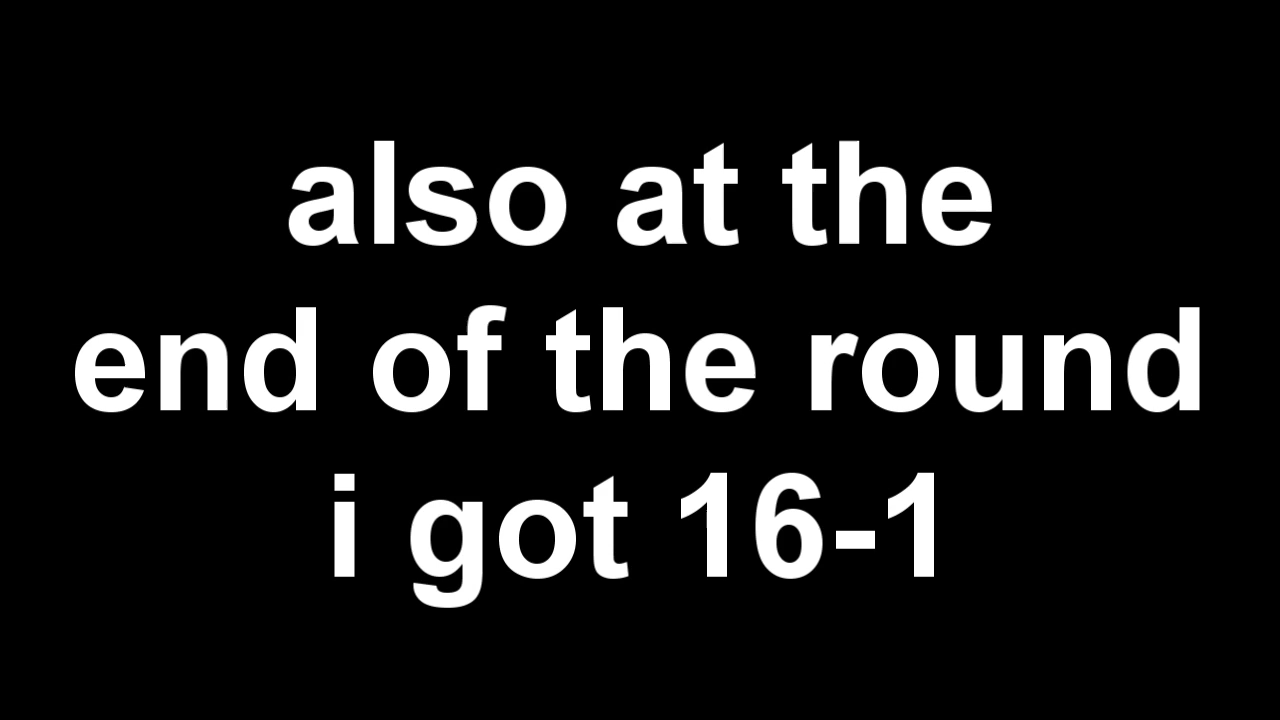 also at the
end of the round
i got 16-1